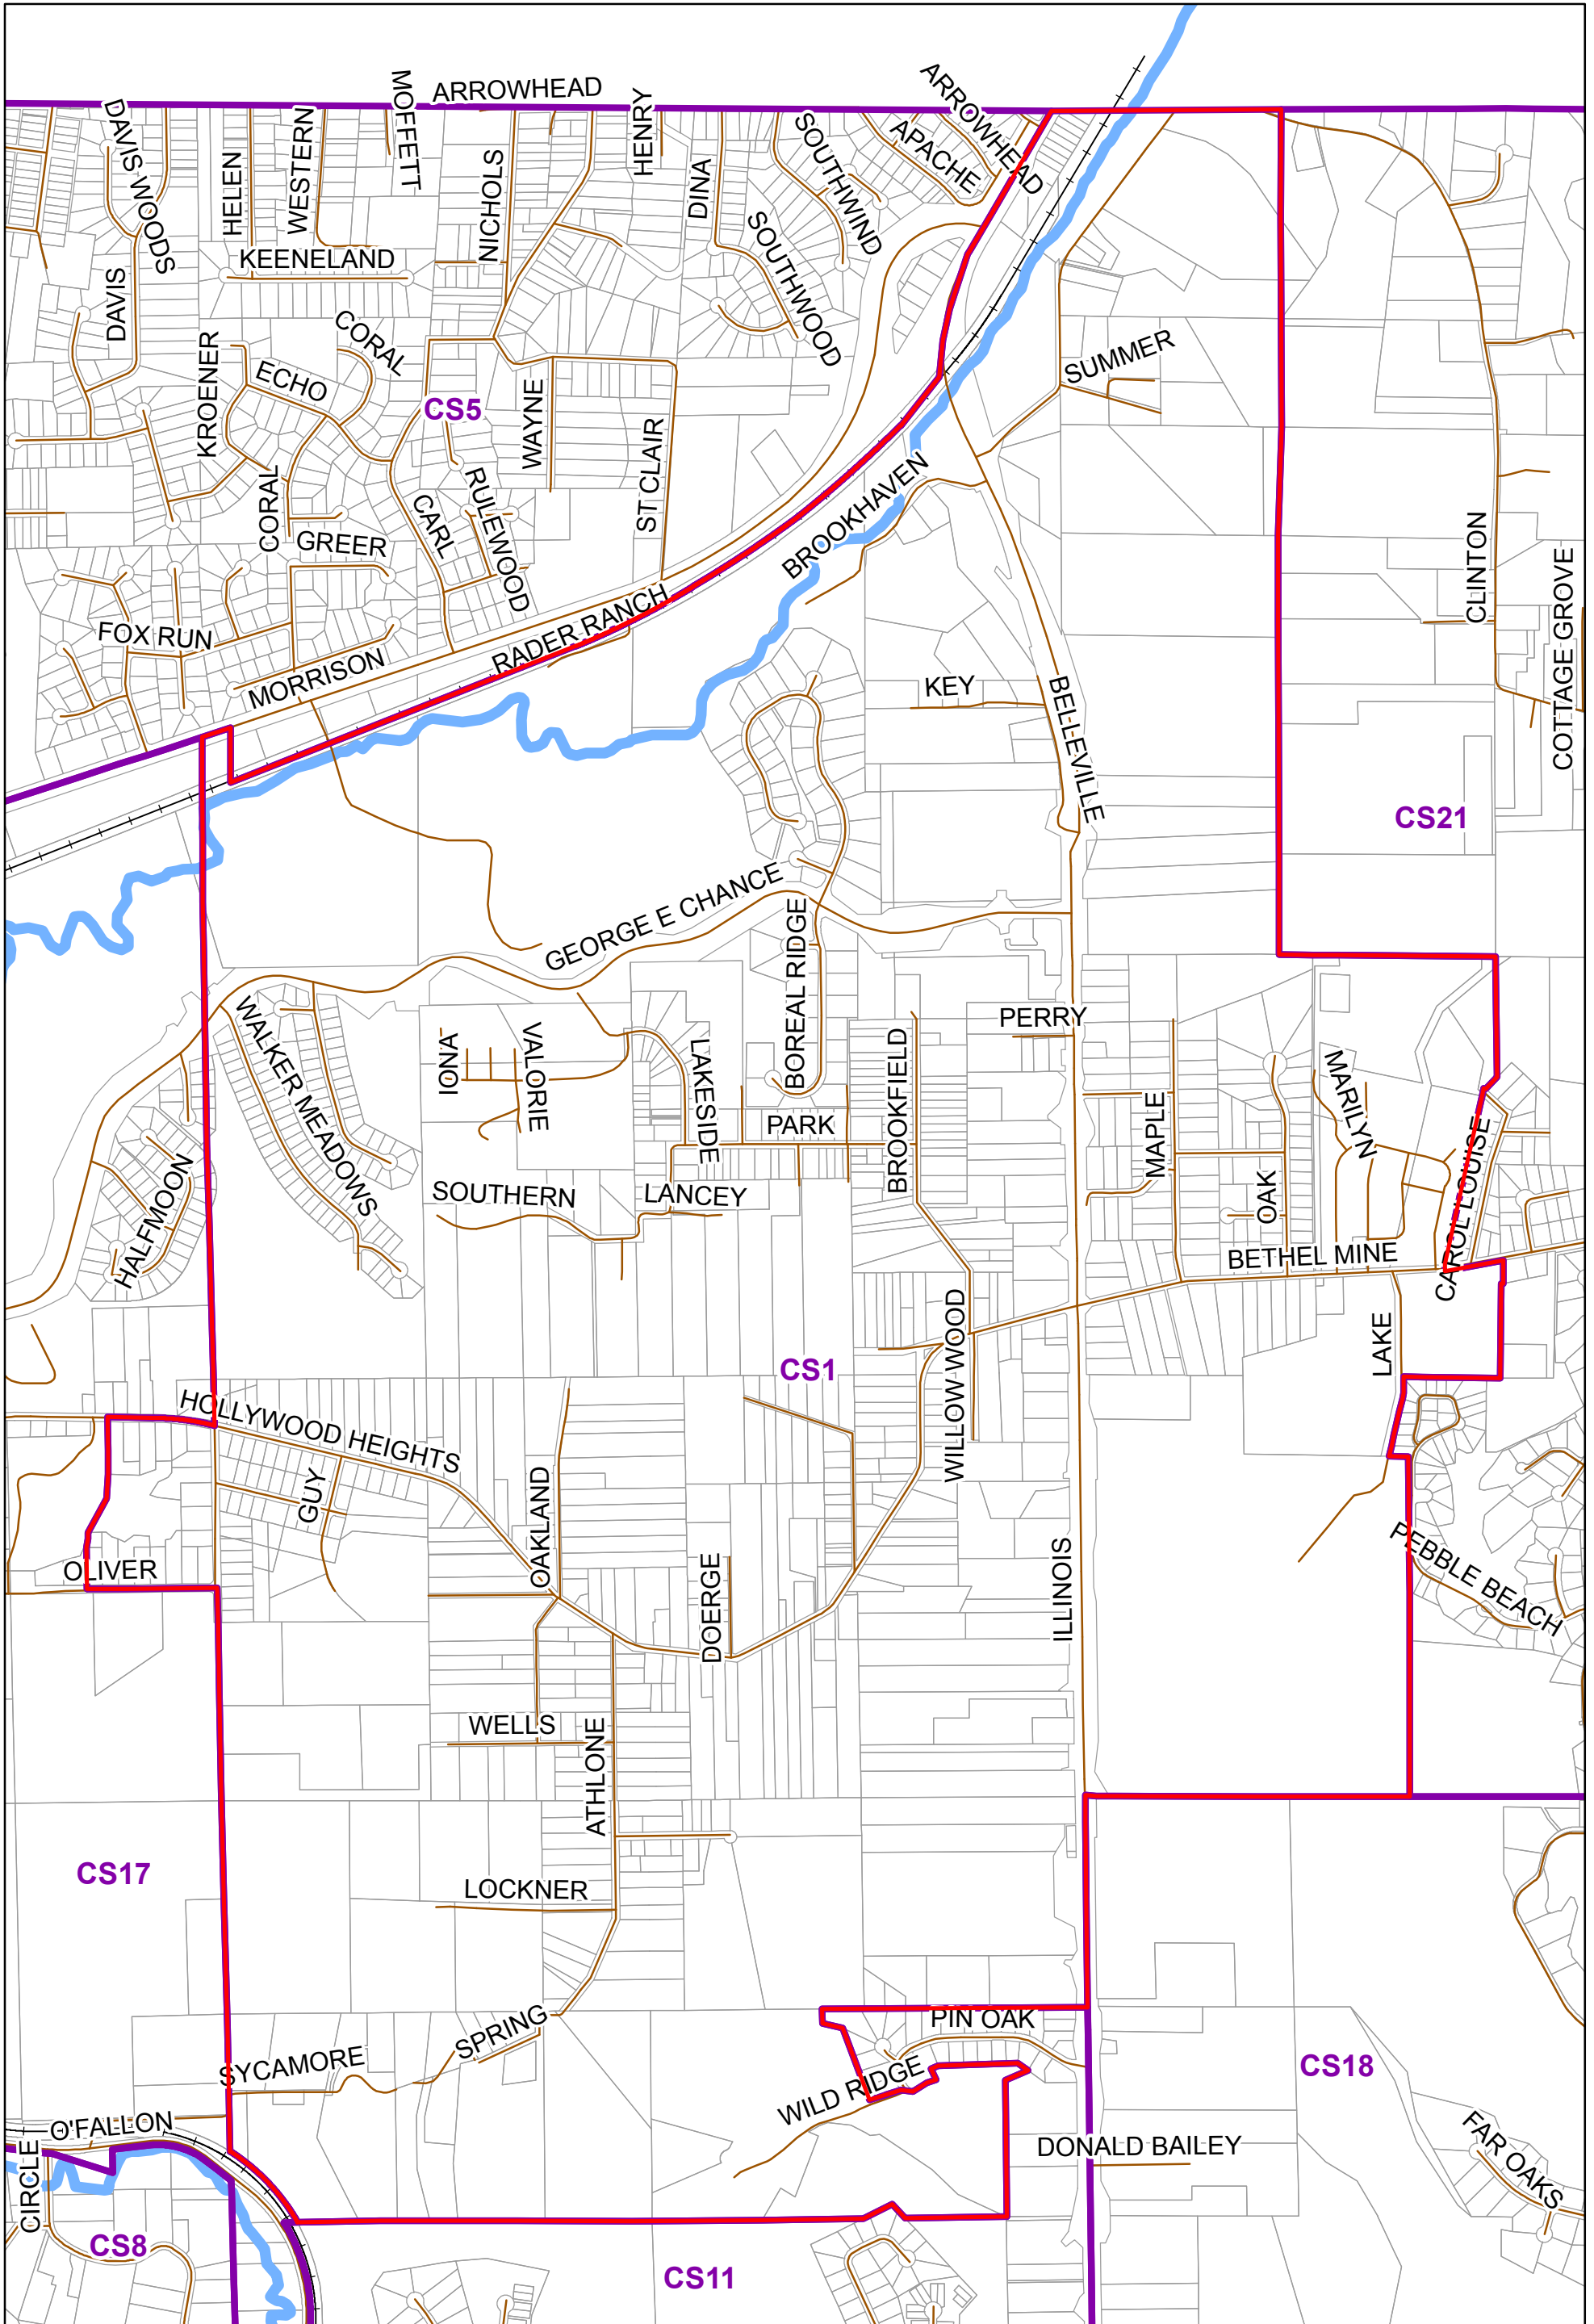 ARROWHEAD
ARROWHEAD
MOFFETT
HENRY
DAVIS WOODS
WESTERN
HELEN
NICHOLS
DINA
SOUTHWIND
APACHE
KEENELAND
SOUTHWOOD
DAVIS
CORAL
KROENER
ECHO
CS5
WAYNE
ST CLAIR
SUMMER
CORAL
CARL
RULEWOOD
GREER
BROOKHAVEN
CLINTON
COTTAGE GROVE
FOX RUN
RADER RANCH
MORRISON
KEY
BELLEVILLE
CS21
GEORGE E CHANCE
BOREAL RIDGE
WALKER MEADOWS
IONA
VALORIE
LAKESIDE
PERRY
BROOKFIELD
PARK
MAPLE
MARILYN
CAROL LOUISE
HALFMOON
SOUTHERN
LANCEY
OAK
BETHEL MINE
WILLOW WOOD
LAKE
CS1
HOLLYWOOD HEIGHTS
GUY
OAKLAND
OLIVER
DOERGE
ILLINOIS
PEBBLE BEACH
WELLS
ATHLONE
CS17
LOCKNER
SPRING
PIN OAK
SYCAMORE
WILD RIDGE
CS18
O'FALLON
CIRCLE
DONALD BAILEY
FAR OAKS
CS8
CS11